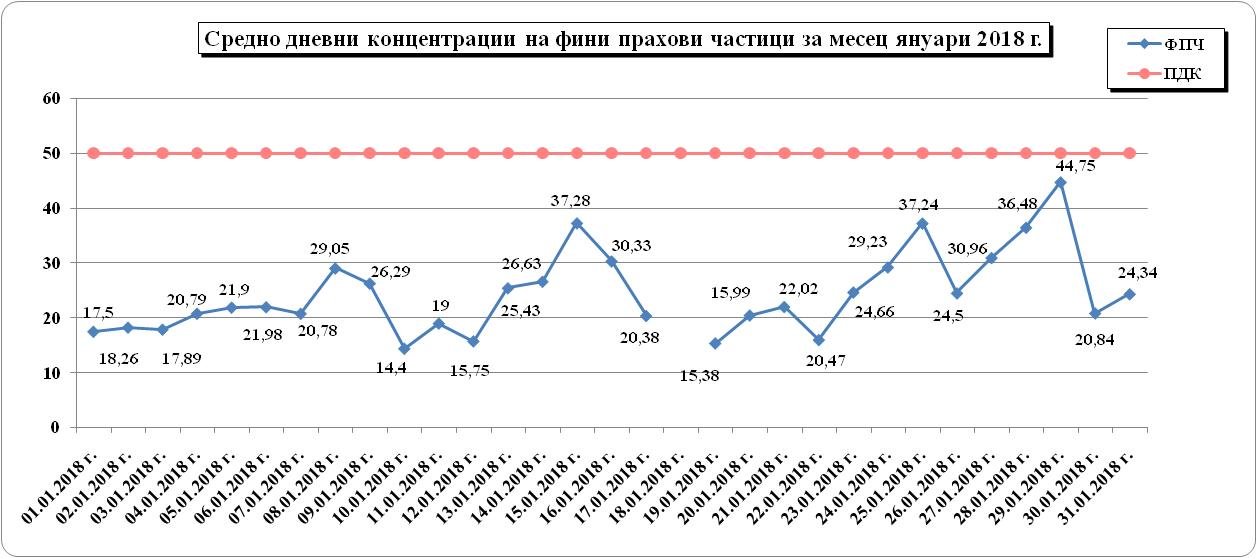 Средно дневни концентрации на фини прахови частици за месец януари 2018 г.
ФПЧ
ПДК
60
50
40
30
20
10
0
17,5
18,26
17,89
20,79
21,9
21,98
20,78
29,05
26,29
14,4
19
15,75
25,43
26,63
37,28
30,33
20,38
15,38
15,99
22,02
20,47
24,66
29,23
37,24
24,5
30,96
36,48
44,75
20,84
24,34
01.01.2018 г.
02.01.2018 г.
03.01.2018 г.
04.01.2018 г.
05.01.2018 г.
06.01.2018 г.
07.01.2018 г.
08.01.2018 г.
09.01.2018 г.
10.01.2018 г.
11.01.2018 г.
12.01.2018 г.
13.01.2018 г.
14.01.2018 г.
15.01.2018 г.
16.01.2018 г.
17.01.2018 г.
18.01.2018 г.
19.01.2018 г.
20.01.2018 г.
21.01.2018 г.
22.01.2018 г.
23.01.2018 г.
24.01.2018 г.
25.01.2018 г.
26.01.2018 г.
27.01.2018 г.
28.01.2018 г.
29.01.2018 г.
30.01.2018 г.
31.01.2018 г.